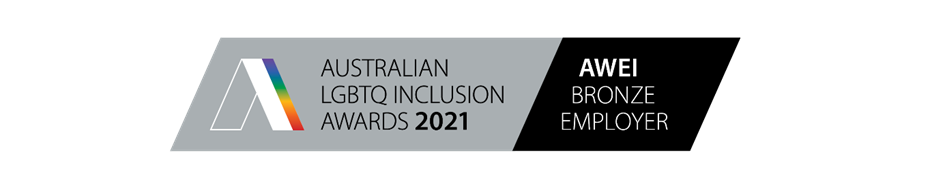 AUSTRALIAN
LGBTQ INCLUSION
AWARDS 2021
AWEI
BRONZE
EMPLOYER